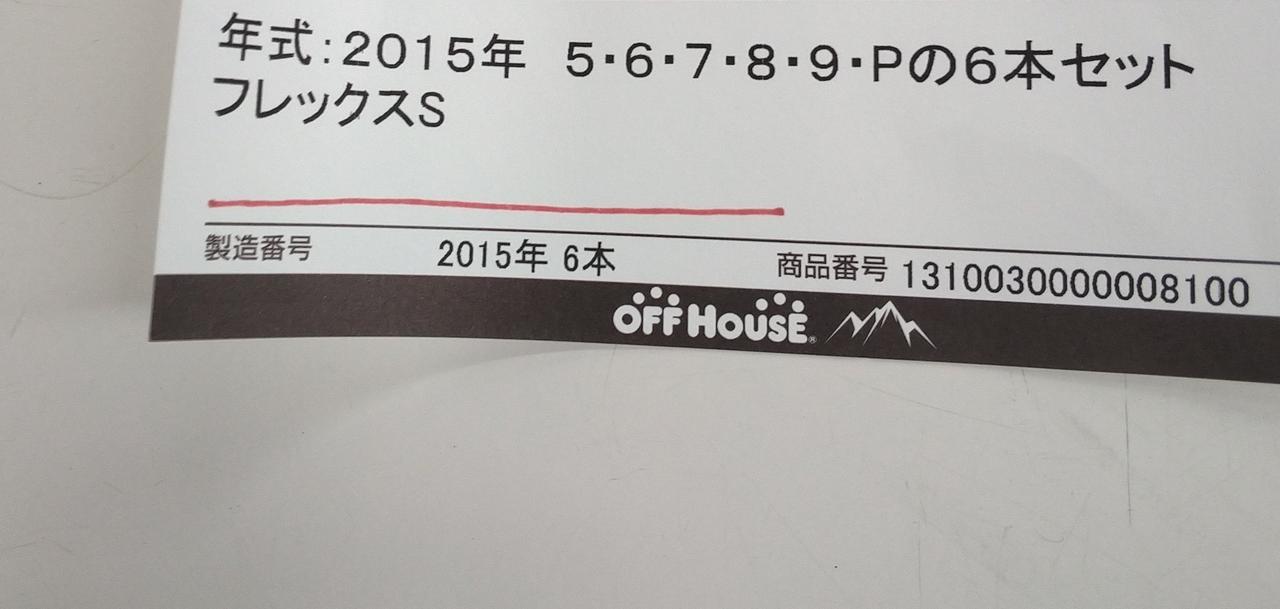 年式:2015年 5・6・7・8・9・Pの6本セット
フレックスS
製造番号 2015年 6本 商品番号 1310030000008100
OFF HOUSE®